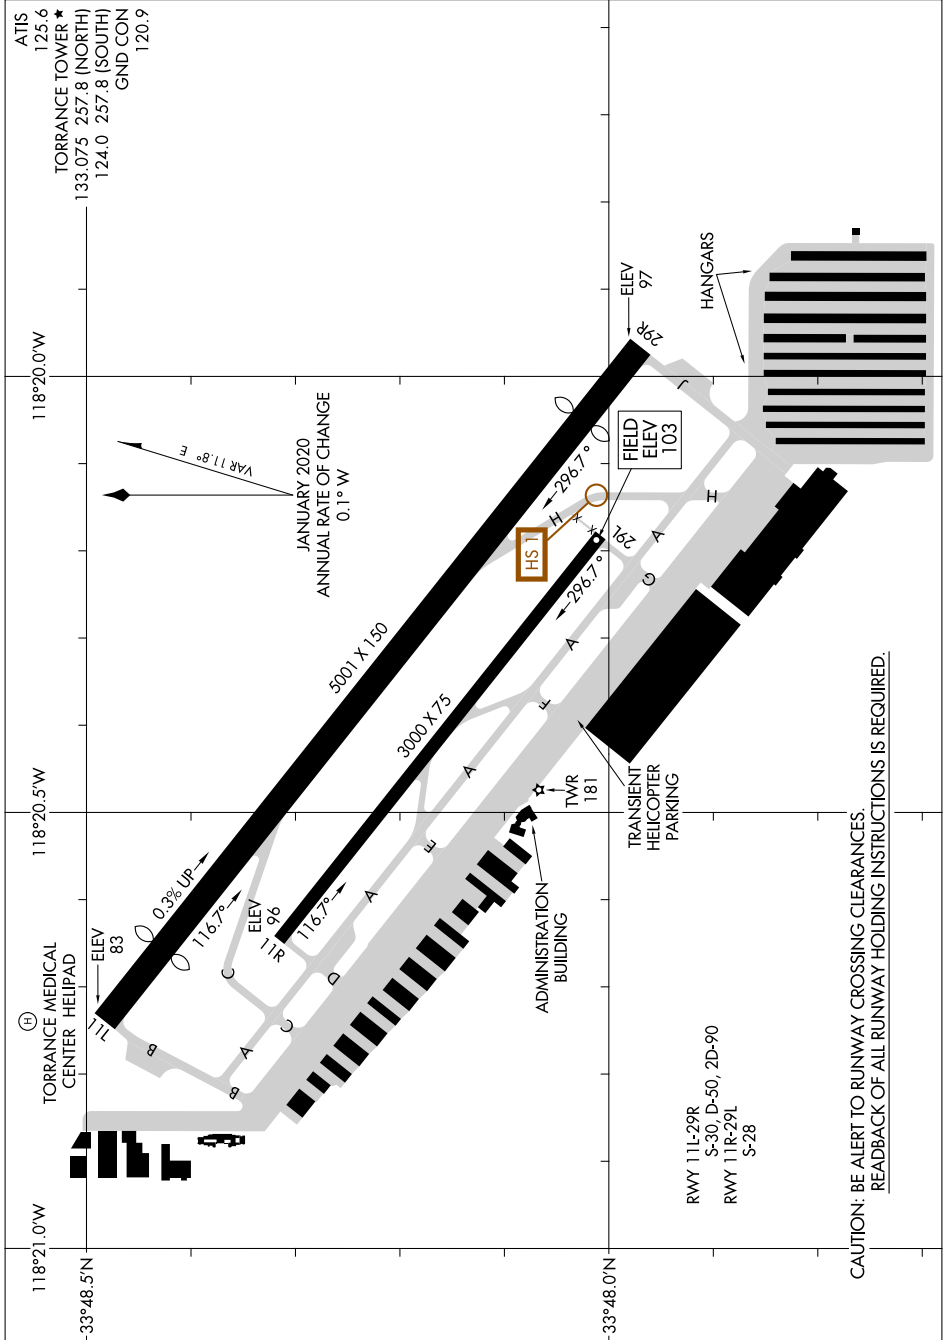 ATIS
125.6
TORRANCE TOWER ★
133.075 257.8 (NORTH)
124.0 257.8 (SOUTH)
GND CON
120.9
118°21.0'W
118°20.5'W
118°20.0'W
33°48.5'N
33°48.0'N
H
TORRANCE MEDICAL
CENTER HELIPAD
VAR 11.8° E
JANUARY 2020
ANNUAL RATE OF CHANGE
0.1° W
ELEV
83
11L
0.3% UP
116.7°
5001 X 150
296.7°
29R
ELEV
97
ELEV
96
11R
116.7°
3000 X 75
296.7°
29L
FIELD
ELEV
103
HS 1
X
X
B
B
A
C
C
D
A
E
A
F
A
G
A
H
H
J
HANGARS
TWR
181
ADMINISTRATION
BUILDING
TRANSIENT
HELICOPTER
PARKING
RWY 11L-29R
S-30, D-50, 2D-90
RWY 11R-29L
S-28
CAUTION: BE ALERT TO RUNWAY CROSSING CLEARANCES.
READBACK OF ALL RUNWAY HOLDING INSTRUCTIONS IS REQUIRED.